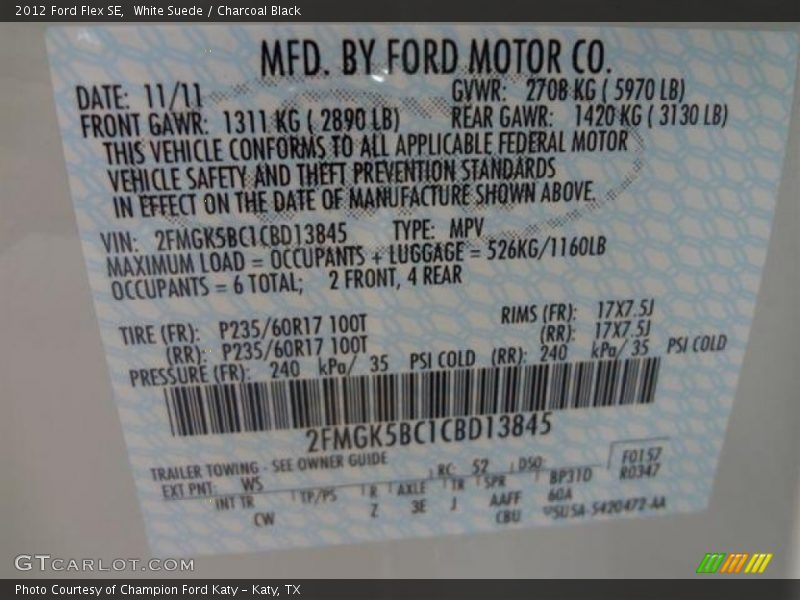 2012 Ford Flex SE, White Suede / Charcoal Black
MFD. BY FORD MOTOR CO.
DATE: 11/11 GVWR: 2708 KG ( 5970 LB)
FRONT GAWR: 1311 KG ( 2890 LB) REAR GAWR: 1420 KG ( 3130 LB)
THIS VEHICLE CONFORMS TO ALL APPLICABLE FEDERAL MOTOR
VEHICLE SAFETY AND THEFT PREVENTION STANDARDS
IN EFFECT ON THE DATE OF MANUFACTURE SHOWN ABOVE.
VIN: 2FMGK5BC1CBD13845 TYPE: MPV
MAXIMUM LOAD = OCCUPANTS + LUGGAGE = 526KG/1160LB
OCCUPANTS = 6 TOTAL; 2 FRONT, 4 REAR
TIRE (FR): P235/60R17 100T RIMS (FR): 17X7.5J
(RR): P235/60R17 100T (RR): 17X7.5J
PRESSURE (FR): 240 kPa/ 35 PSI COLD (RR): 240 kPa/ 35 PSI COLD
2FMGK5BC1CBD13845
TRAILER TOWING - SEE OWNER GUIDE RC: 52 DSO: F0157
EXT PNT: WS BP310 R0347
INT TR TP/PS R AXLE TR SPR 60A
CW Z 3E J AAFF
CBU
GTCARLOT.COM
Photo Courtesy of Champion Ford Katy – Katy, TX